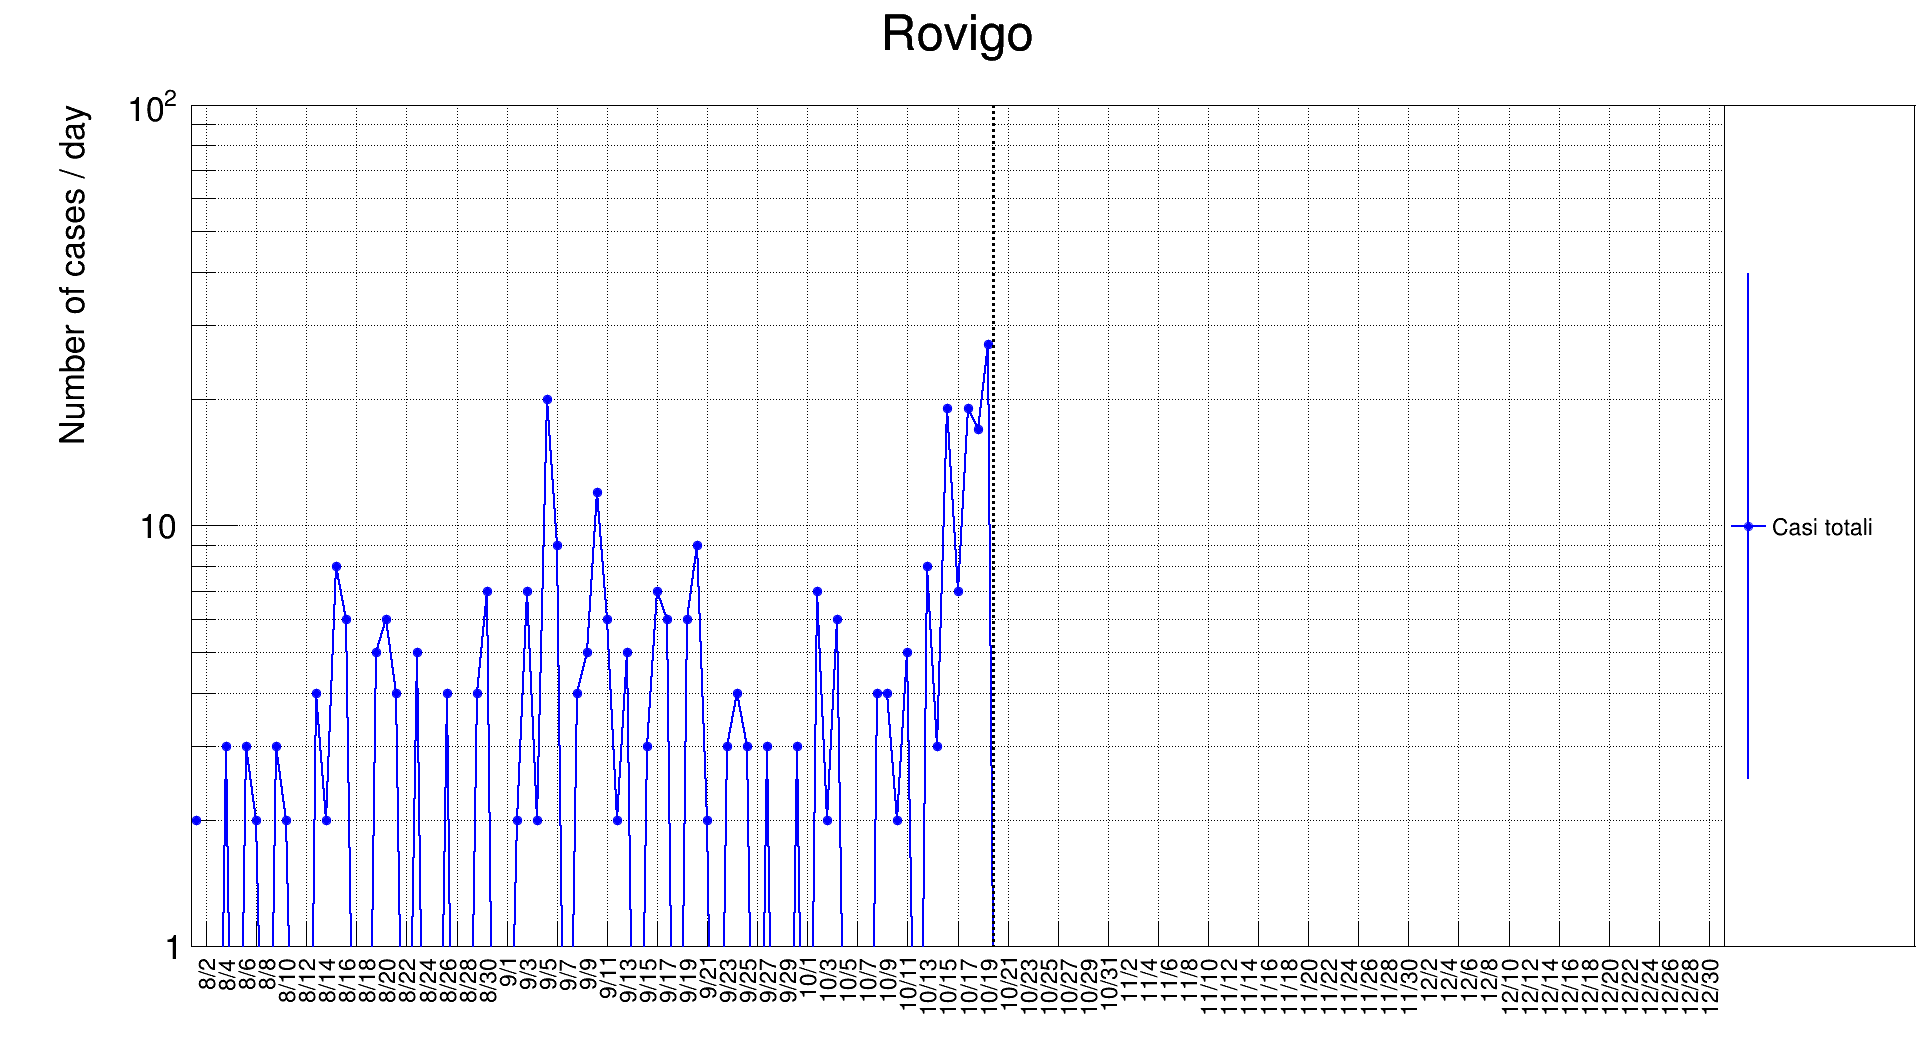 Rovigo
Number of cases / day
10²
10
1
Casi totali
8/2 8/4 8/6 8/8 8/10 8/12 8/14 8/16 8/18 8/20 8/22 8/24 8/26 8/28 8/30 9/1 9/3 9/5 9/7 9/9 9/11 9/13 9/15 9/17 9/19 9/21 9/23 9/25 9/27 9/29 10/1 10/3 10/5 10/7 10/9 10/11 10/13 10/15 10/17 10/19 10/21 10/23 10/25 10/27 10/29 10/31 11/2 11/4 11/6 11/8 11/10 11/12 11/14 11/16 11/18 11/20 11/22 11/24 11/26 11/28 11/30 12/2 12/4 12/6 12/8 12/10 12/12 12/14 12/16 12/18 12/20 12/22 12/24 12/26 12/28 12/30